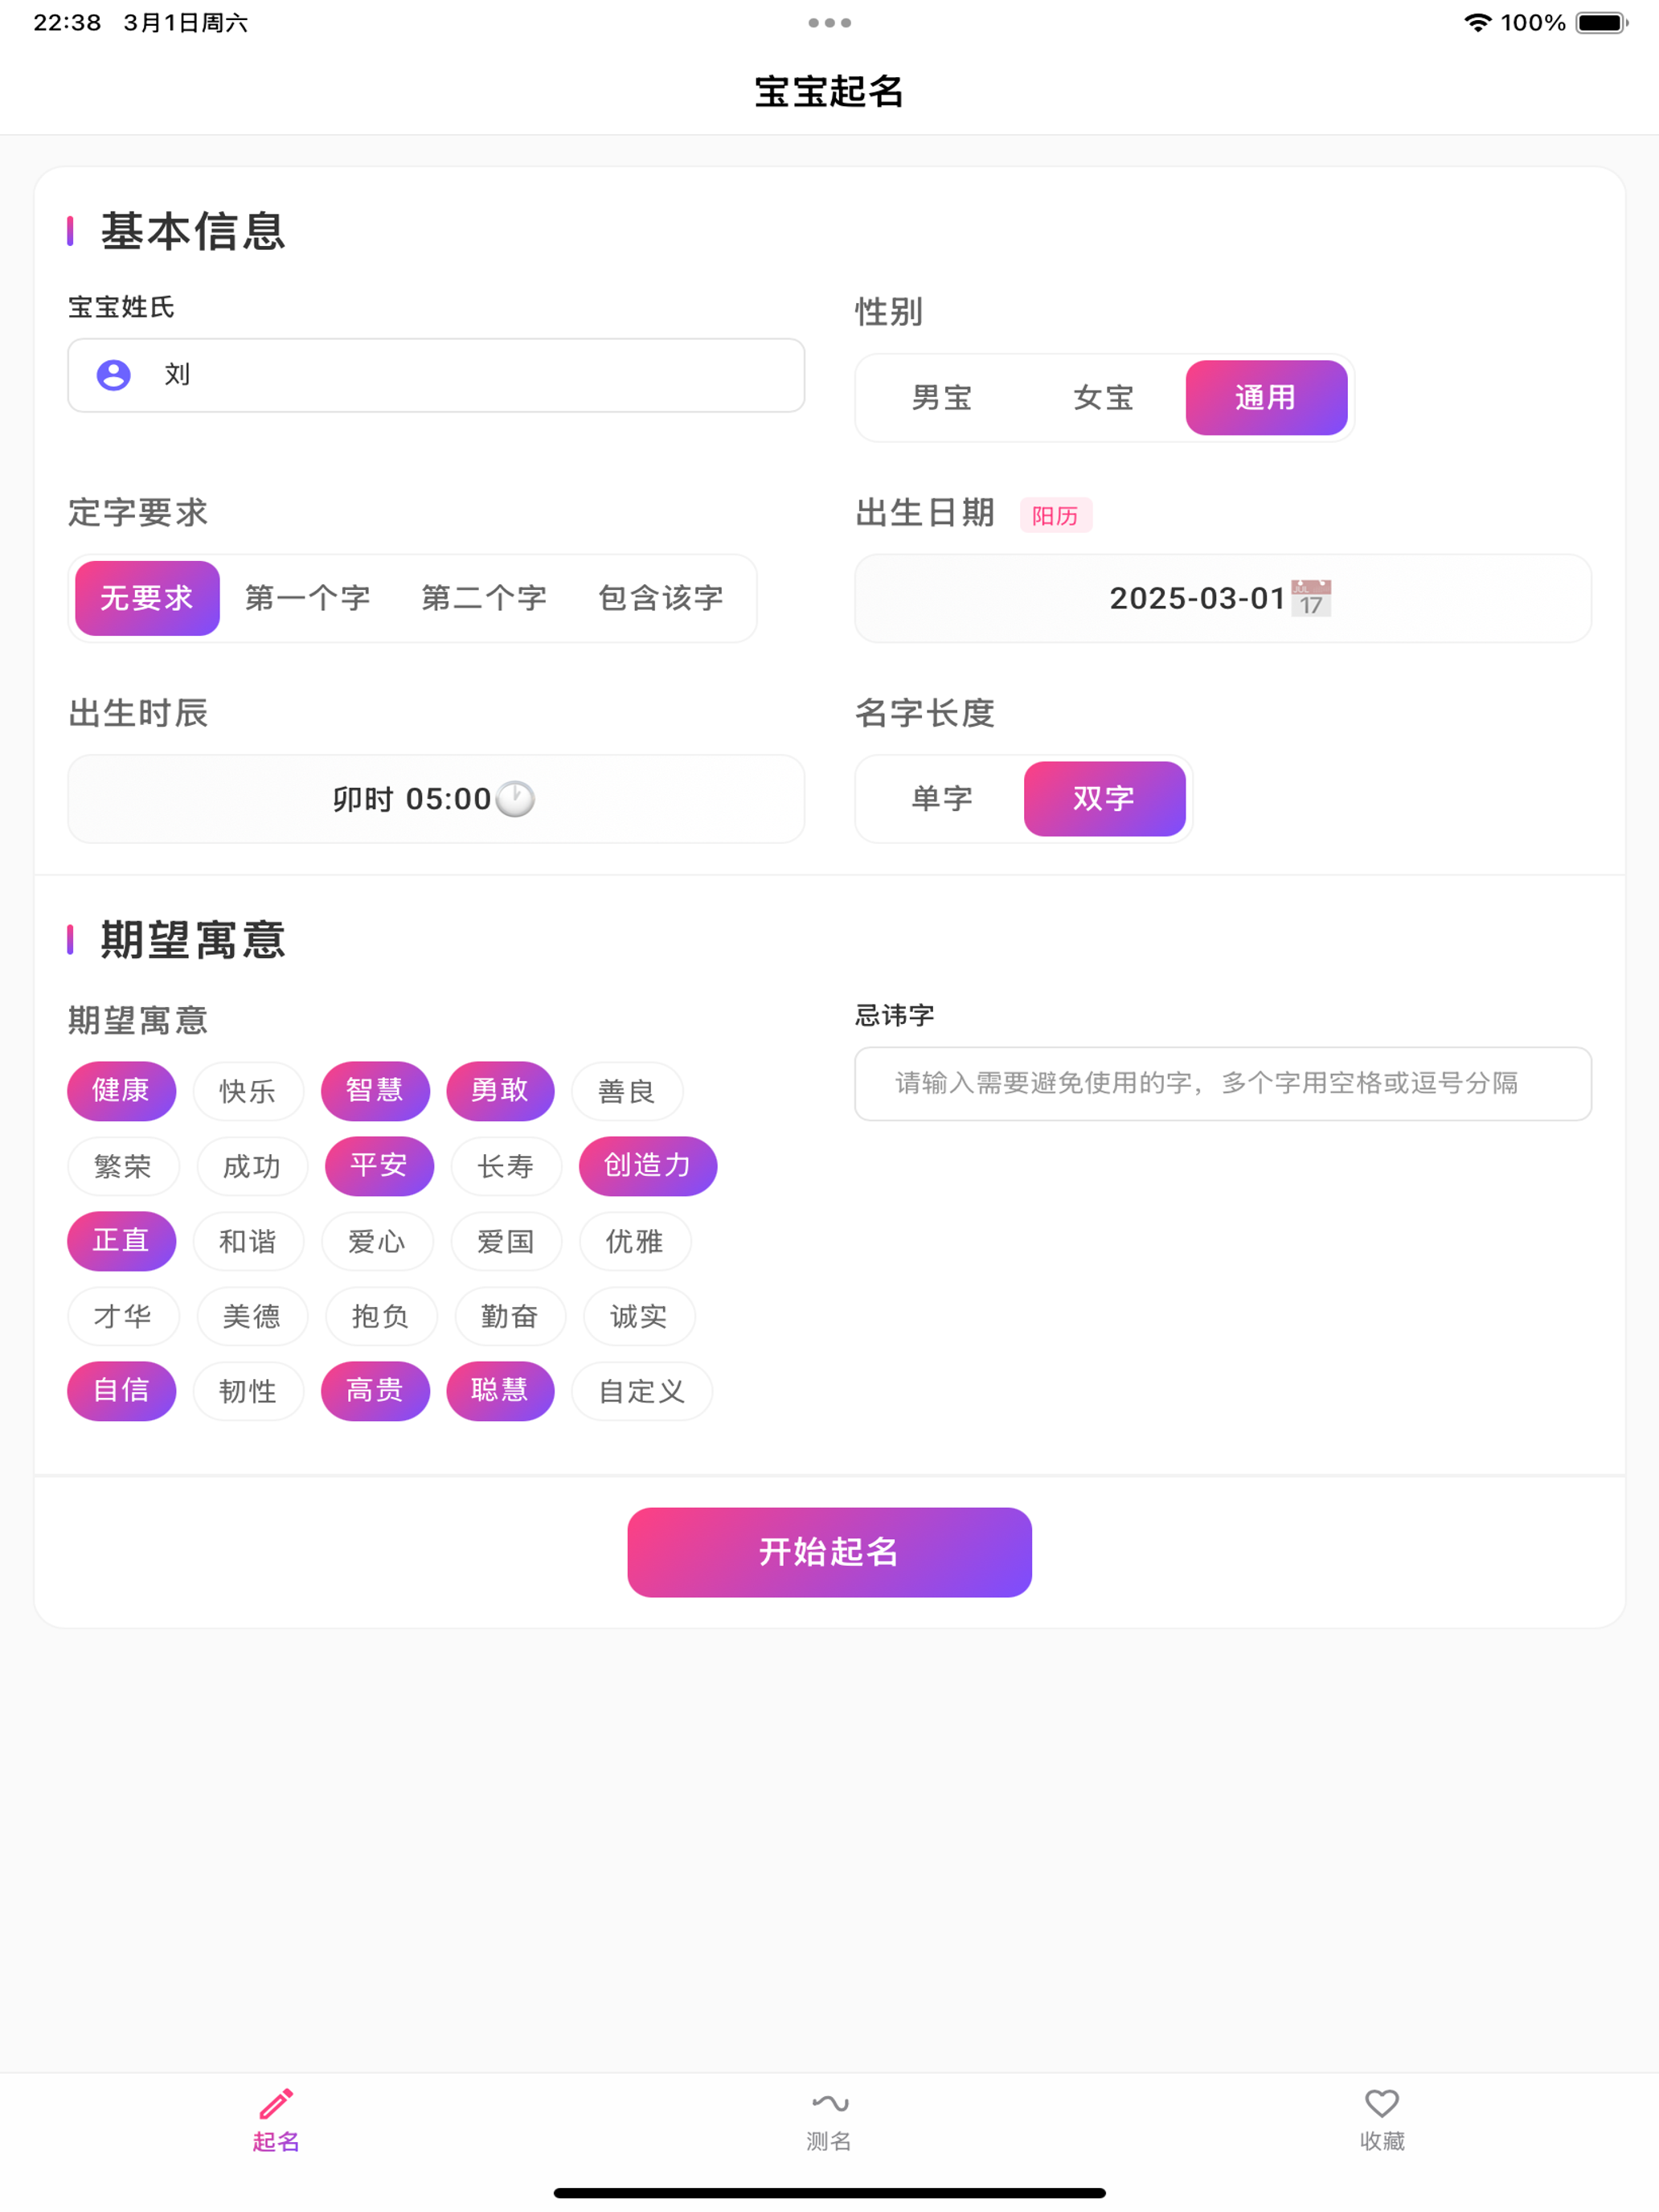 22:38 3月1日周六
100%
宝宝起名
基本信息
宝宝姓氏
刘
性别
男宝 女宝 通用
定字要求
无要求 第一个字 第二个字 包含该字
出生日期 阳历
2025-03-01
JUL 17
出生时辰
卯时 05:00
名字长度
单字 双字
期望寓意
期望寓意
健康 快乐 智慧 勇敢 善良
繁荣 成功 平安 长寿 创造力
正直 和谐 爱心 爱国 优雅
才华 美德 抱负 勤奋 诚实
自信 韧性 高贵 聪慧 自定义
忌讳字
请输入需要避免使用的字，多个字用空格或逗号分隔
开始起名
起名 测名 收藏